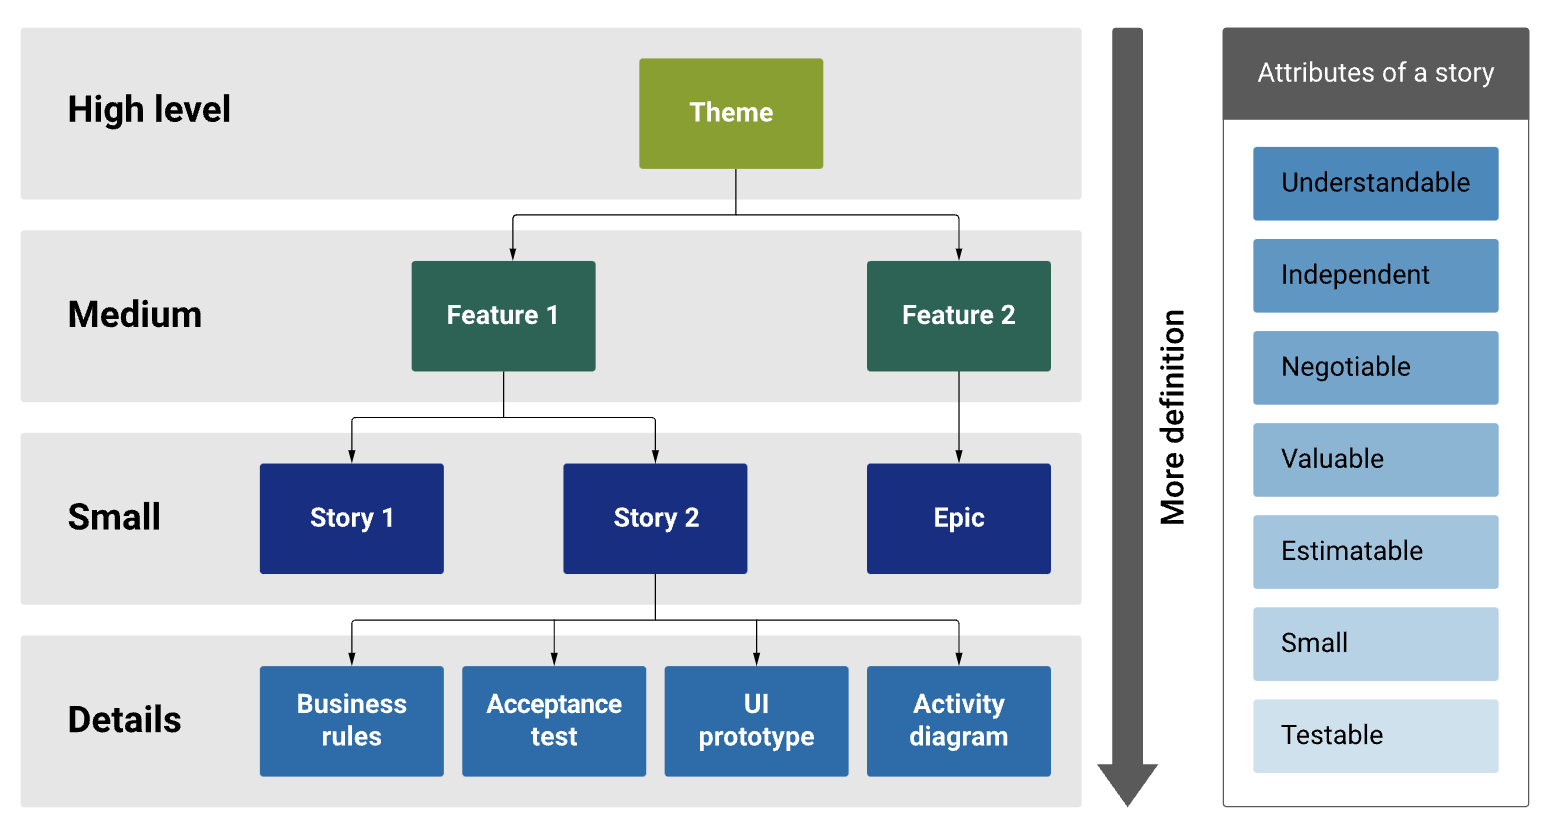 High level
Theme
Medium
Feature 1
Feature 2
Small
Story 1
Story 2
Epic
Details
Business
rules
Acceptance
test
UI
prototype
Activity
diagram
More definition
Attributes of a story
Understandable
Independent
Negotiable
Valuable
Estimatable
Small
Testable